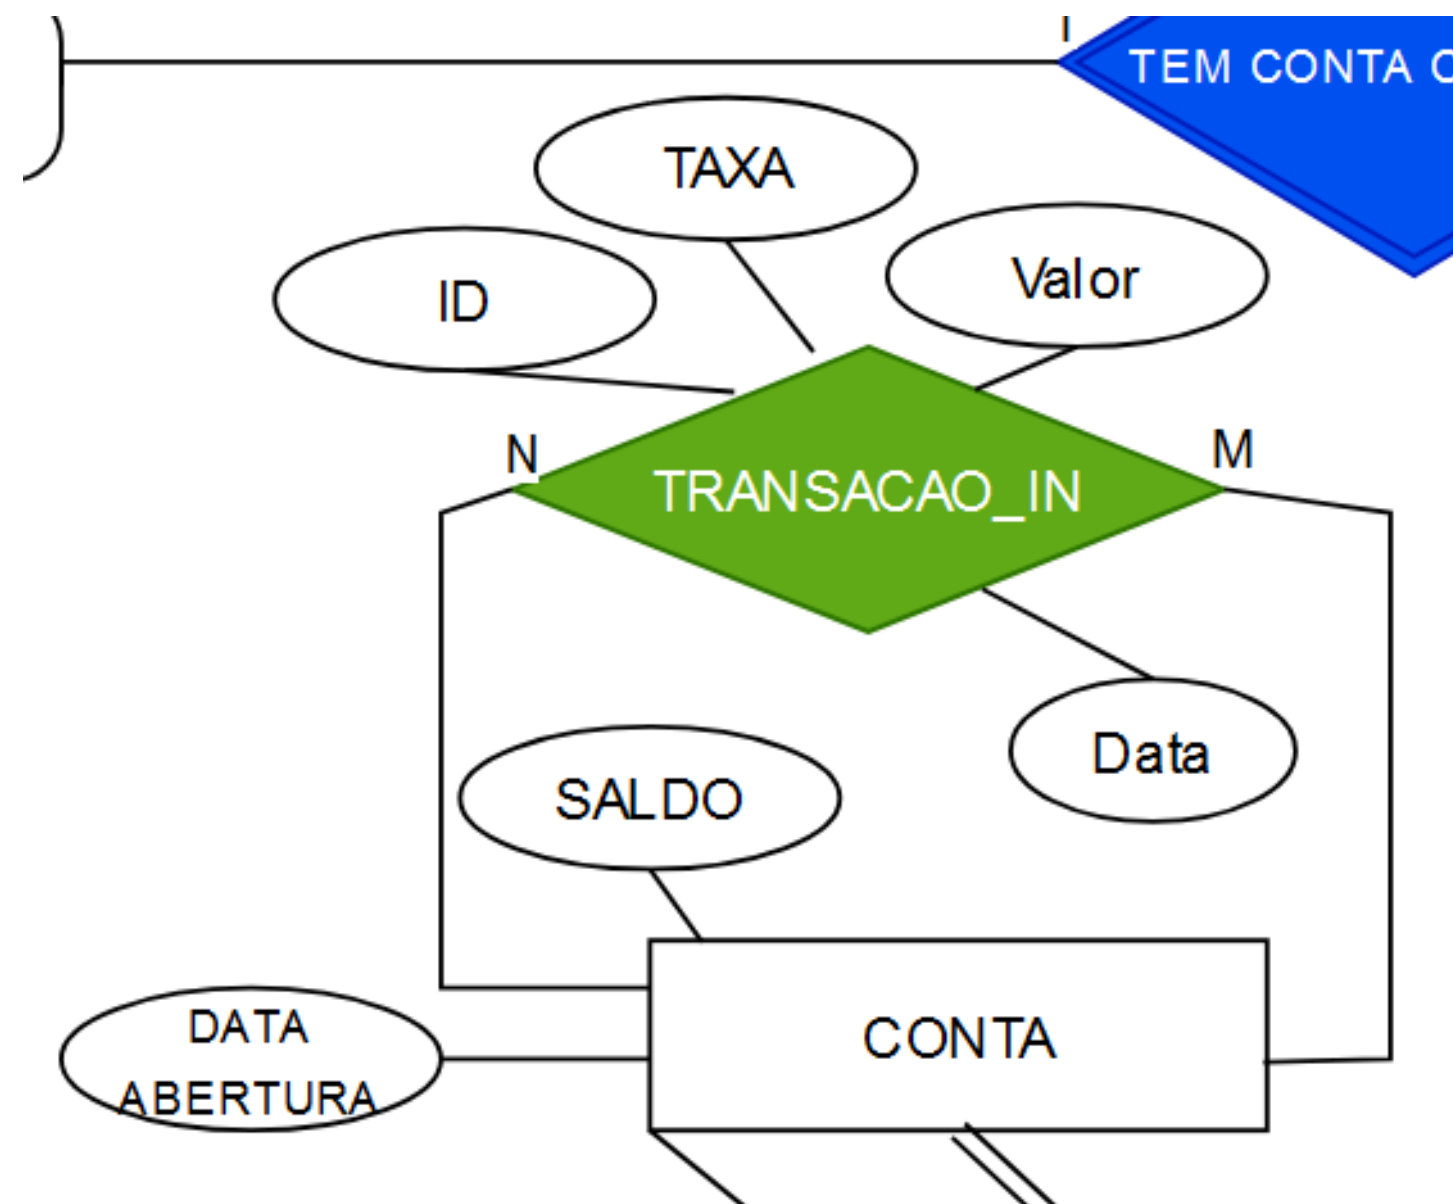 TEM CONTA
TAXA
Valor
ID
N
M
TRANSACAO_IN
Data
SALDO
CONTA
DATA
ABERTURA